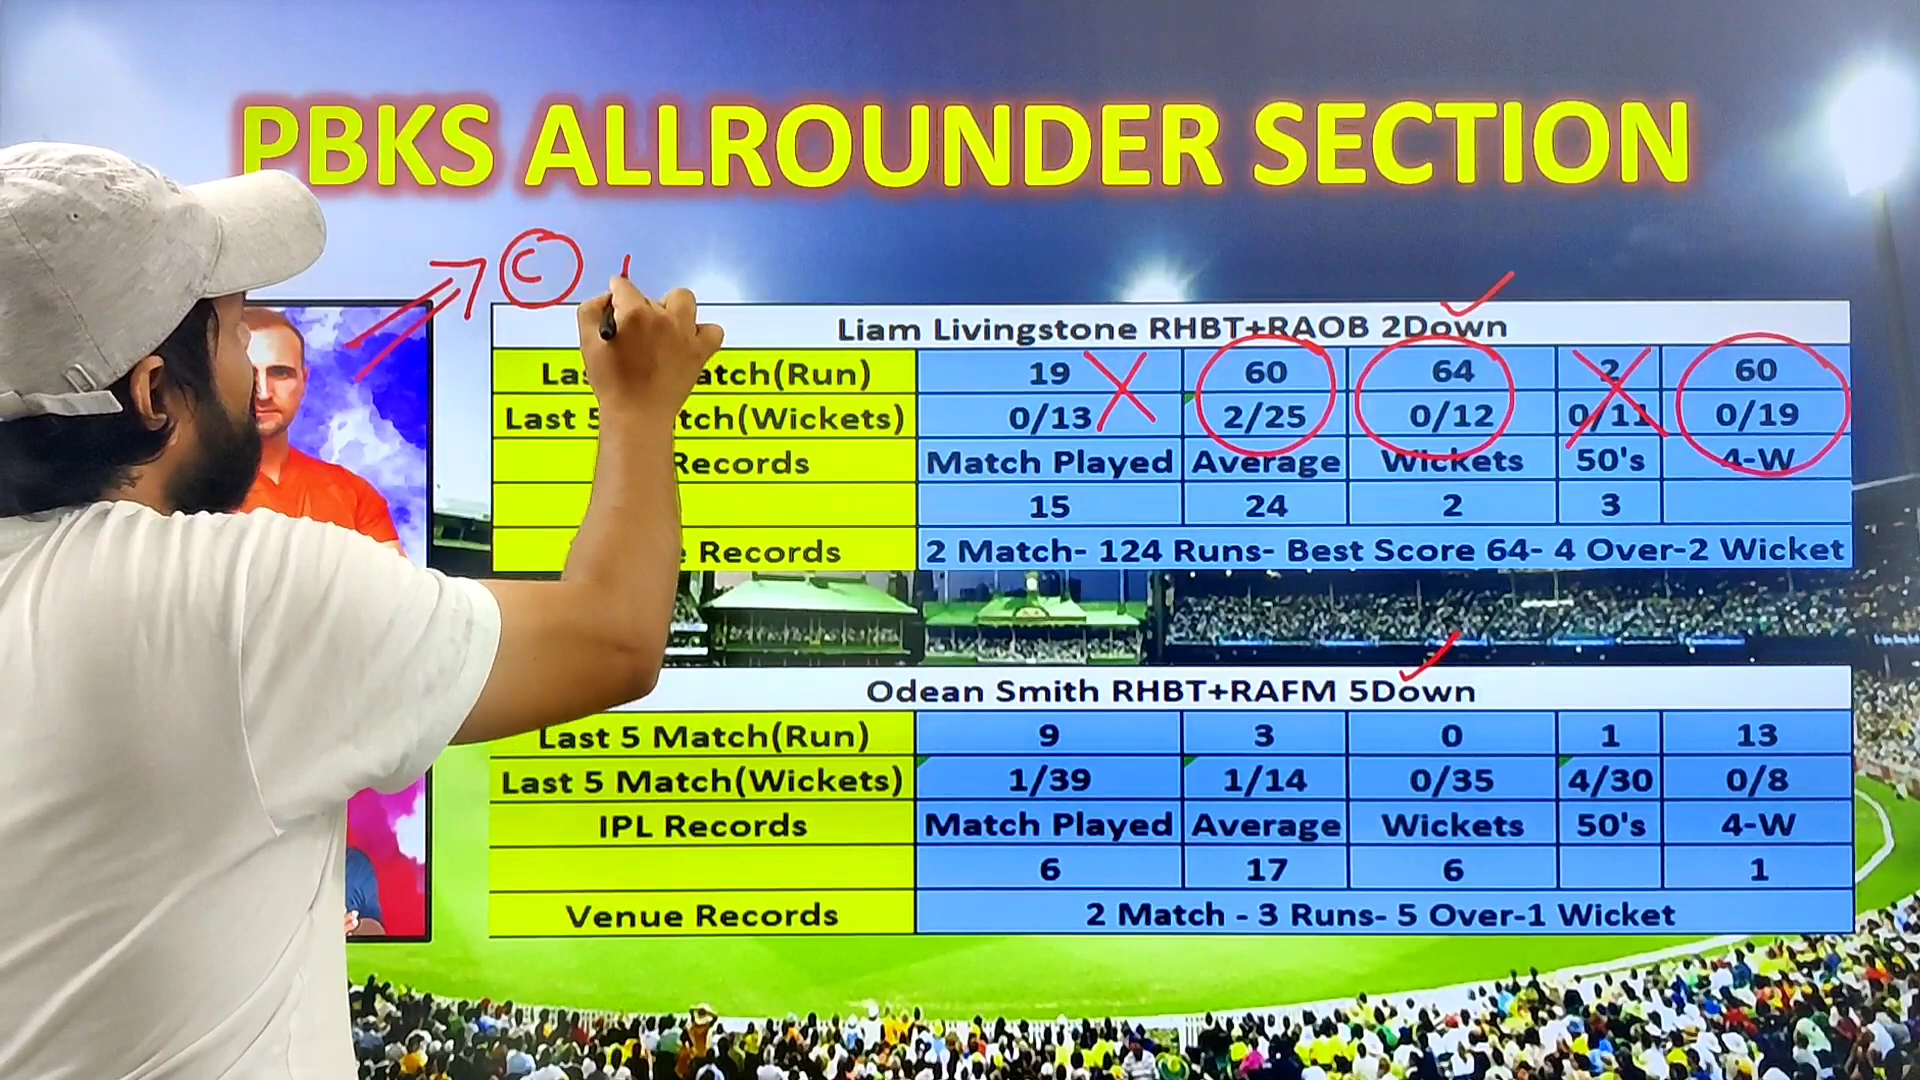 PBKS ALLROUNDER SECTION
C
Liam Livingstone RHBT+RAOB 2Down
atch(Run) 19 60 64 2 60
Last 5 tch(Wickets) 0/13 2/25 0/12 0/11 0/19
Records Match Played Average Wickets 50's 4-W
15 24 2 3
Records 2 Match- 124 Runs- Best Score 64- 4 Over-2 Wicket
Odean Smith RHBT+RAFM 5Down
Last 5 Match(Run) 9 3 0 1 13
Last 5 Match(Wickets) 1/39 1/14 0/35 4/30 0/8
IPL Records Match Played Average Wickets 50's 4-W
6 17 6 1
Venue Records 2 Match - 3 Runs- 5 Over-1 Wicket